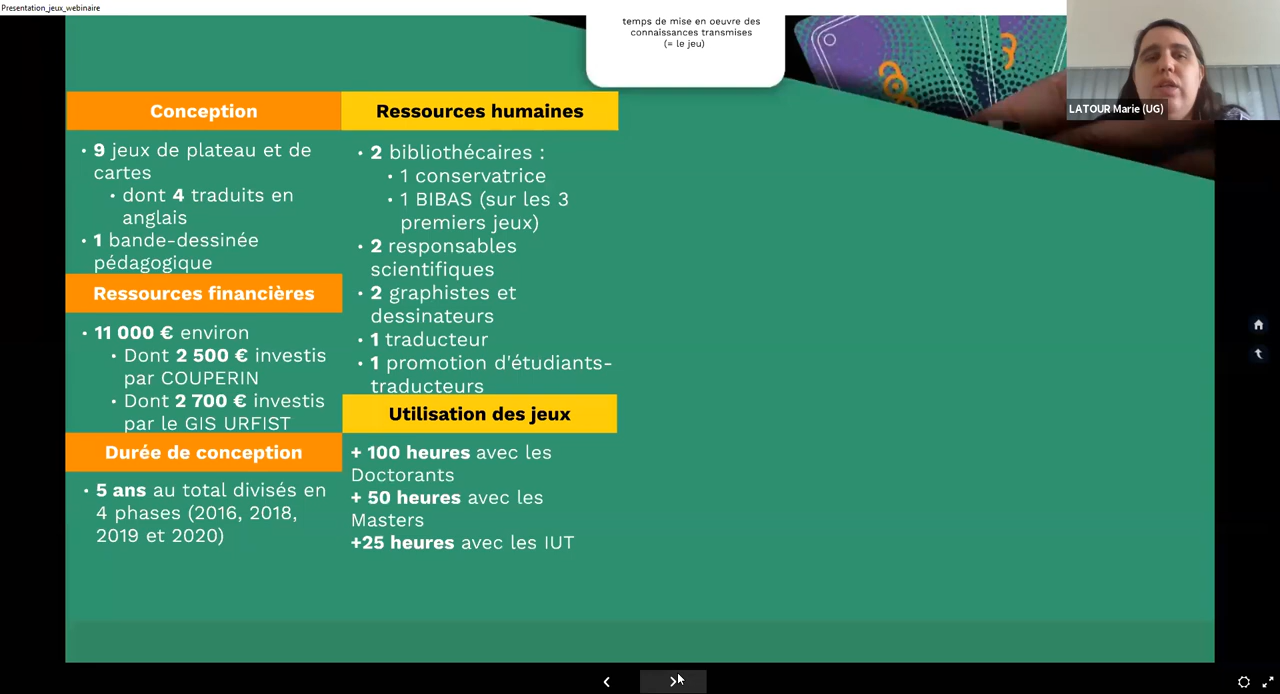 Presentation_jeux_webinaire
temps de mise en oeuvre des
connaissances transmises
(= le jeu)
LATOUR Marie (UG)
Conception
• 9 jeux de plateau et de
cartes
• dont 4 traduits en
anglais
• 1 bande-dessinée
pédagogique
Ressources financières
• 11 000 € environ
• Dont 2 500 € investis
par COUPERIN
• Dont 2 700 € investis
par le GIS URFIST
Durée de conception
• 5 ans au total divisés en
4 phases (2016, 2018,
2019 et 2020)
Ressources humaines
• 2 bibliothécaires :
• 1 conservatrice
• 1 BIBAS (sur les 3
premiers jeux)
• 2 responsables
scientifiques
• 2 graphistes et
dessinateurs
• 1 traducteur
• 1 promotion d'étudiants-
traducteurs
Utilisation des jeux
+ 100 heures avec les
Doctorants
+ 50 heures avec les
Masters
+25 heures avec les IUT